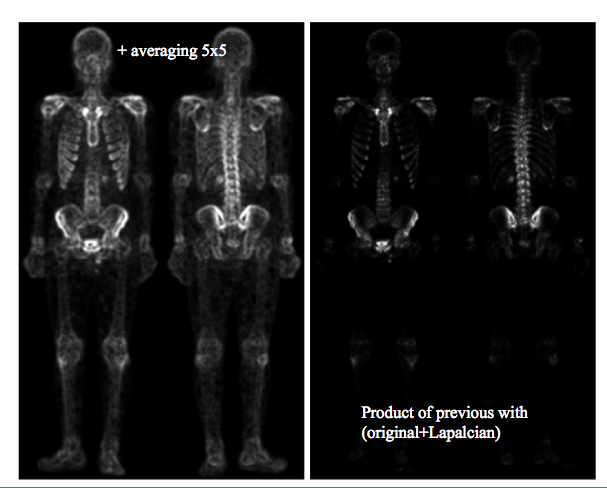 + averaging 5x5
Product of previous with
(original+Lapalcian)